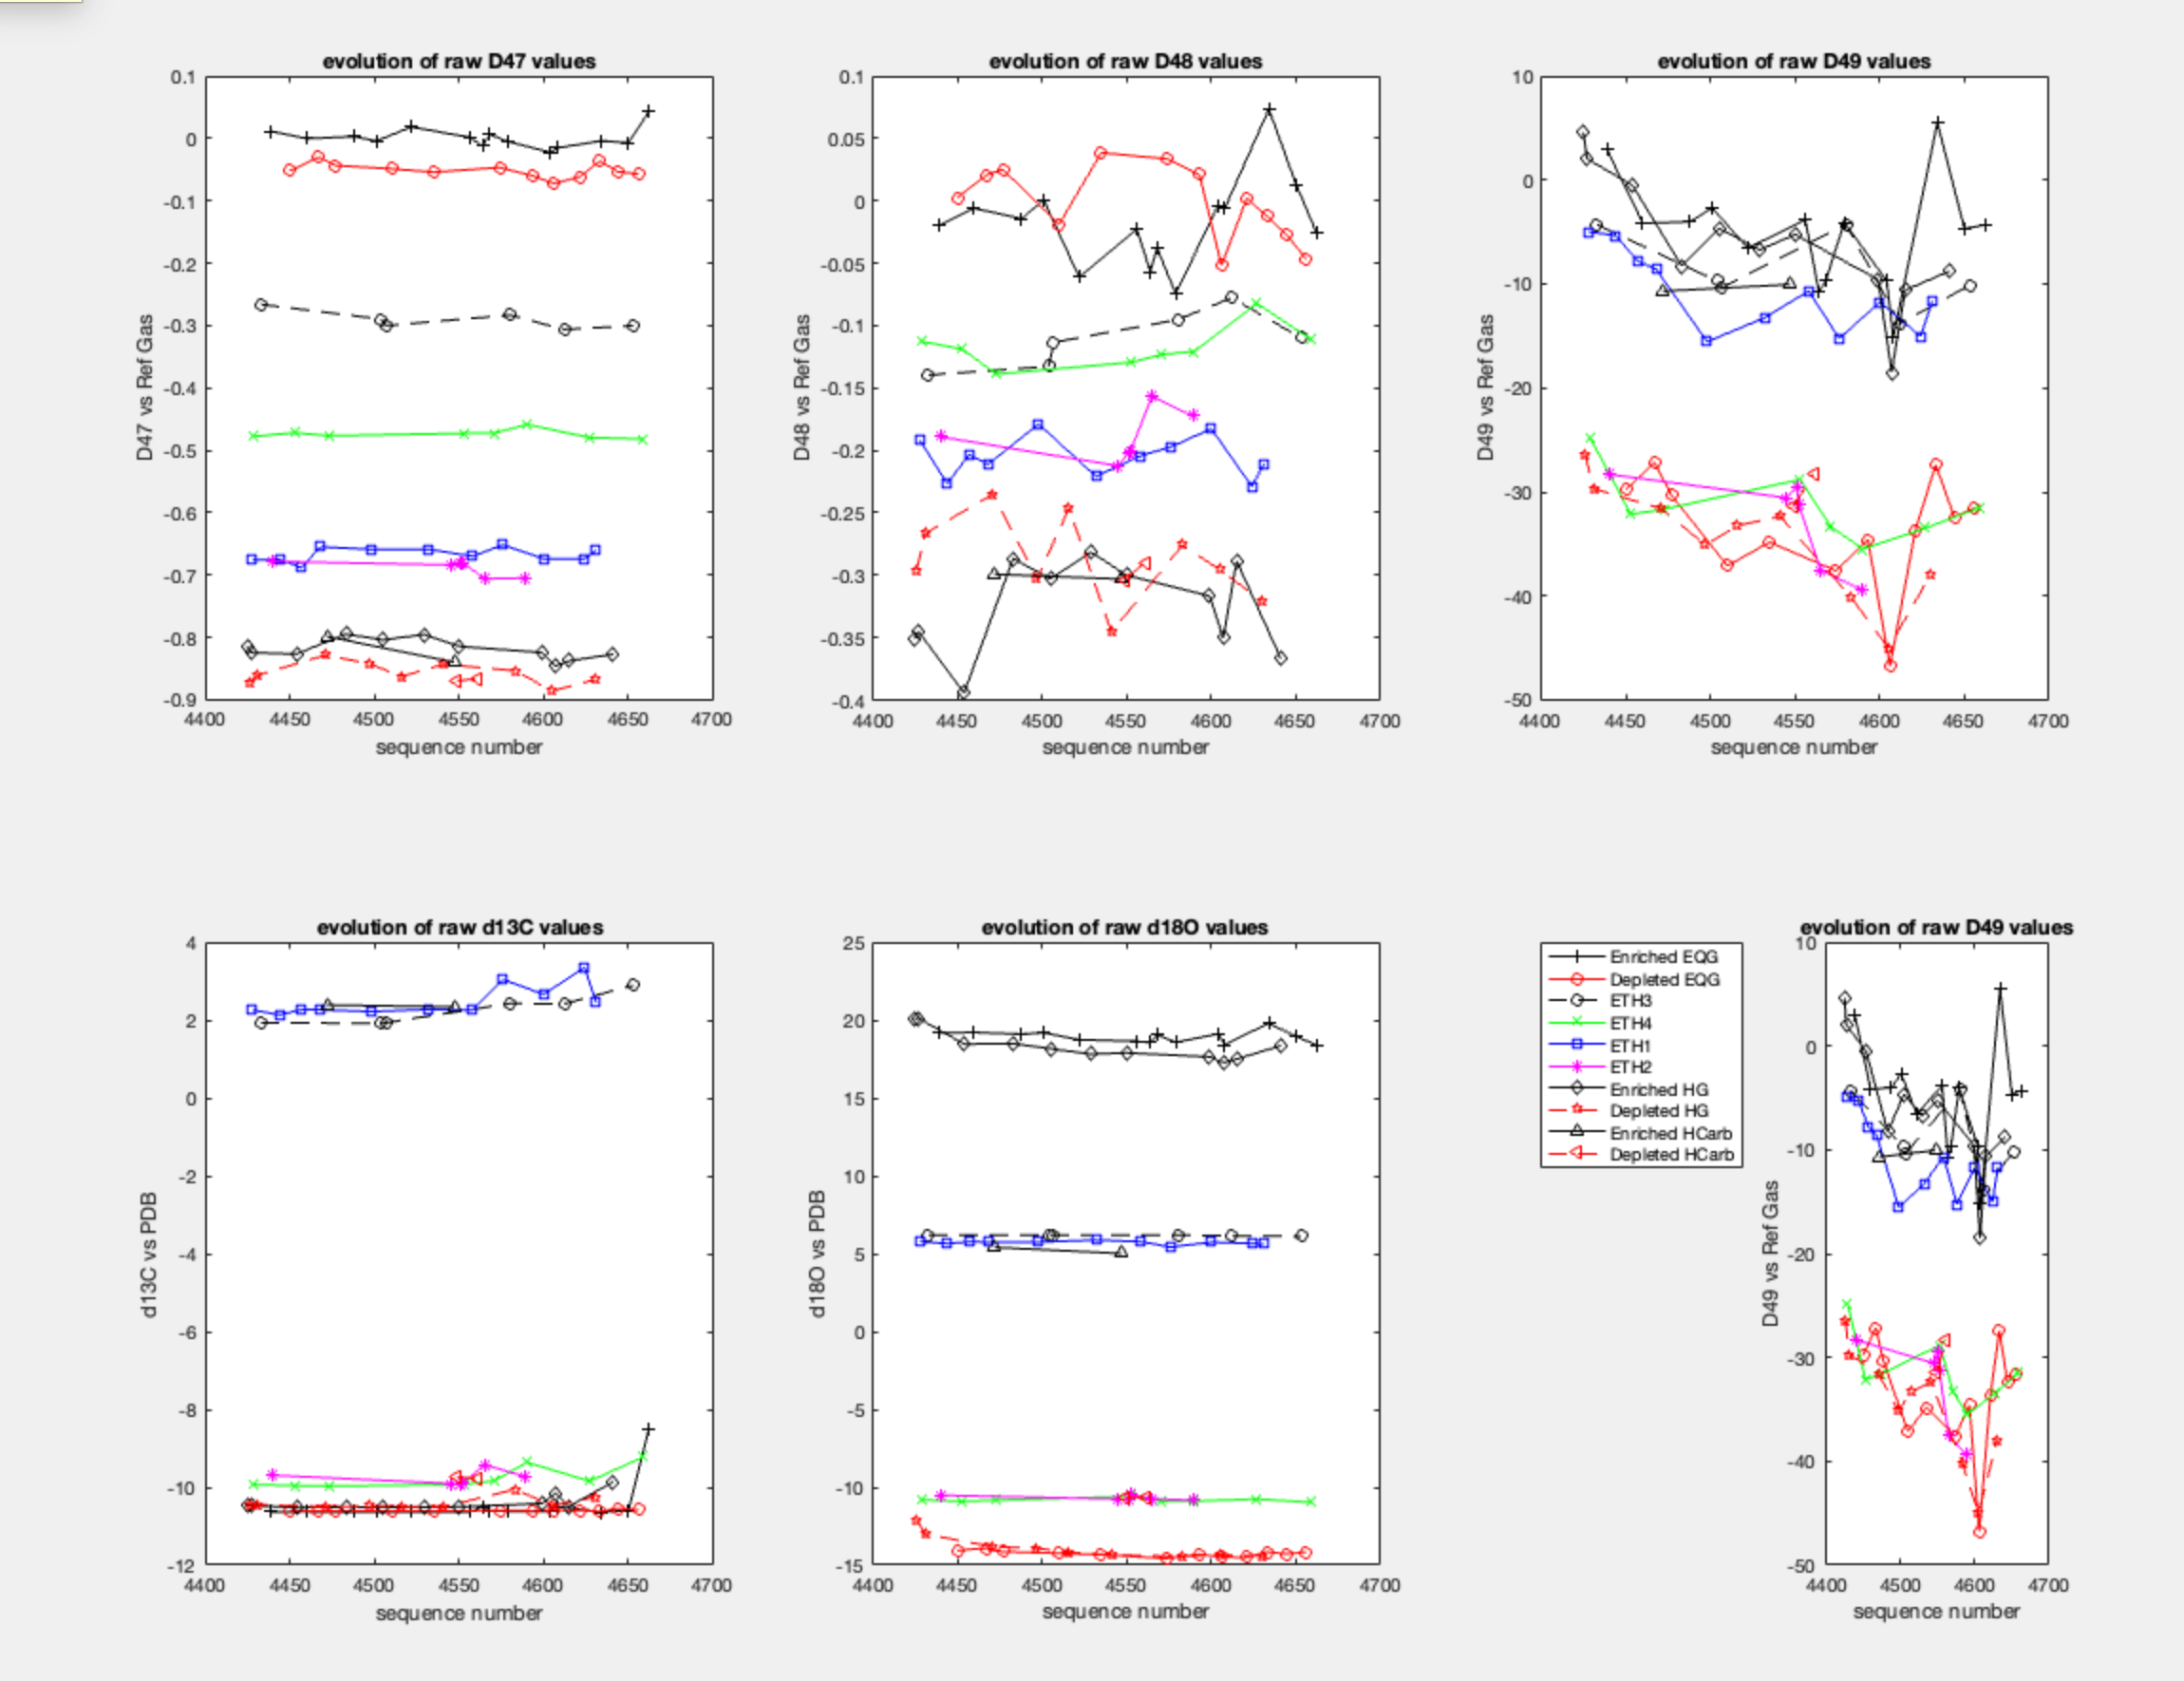 evolution of raw D47 values
0.1
0
-0.1
-0.2
-0.3
-0.4
-0.5
-0.6
-0.7
-0.8
-0.9
D47 vs Ref Gas
4400 4450 4500 4550 4600 4650 4700
sequence number
evolution of raw D48 values
0.1
0.05
0
-0.05
-0.1
-0.15
-0.2
-0.25
-0.3
-0.35
-0.4
D48 vs Ref Gas
4400 4450 4500 4550 4600 4650 4700
sequence number
evolution of raw D49 values
10
0
-10
-20
-30
-40
-50
D49 vs Ref Gas
4400 4450 4500 4550 4600 4650 4700
sequence number
evolution of raw d13C values
4
2
0
-2
-4
-6
-8
-10
-12
d13C vs PDB
4400 4450 4500 4550 4600 4650 4700
sequence number
evolution of raw d18O values
25
20
15
10
5
0
-5
-10
-15
d18O vs PDB
4400 4450 4500 4550 4600 4650 4700
sequence number
Enriched EQG
Depleted EQG
ETH3
ETH4
ETH1
ETH2
Enriched HG
Depleted HG
Enriched HCarb
Depleted HCarb
evolution of raw D49 values
10
0
-10
-20
-30
-40
-50
D49 vs Ref Gas
4400 4500 4600 4700
sequence number